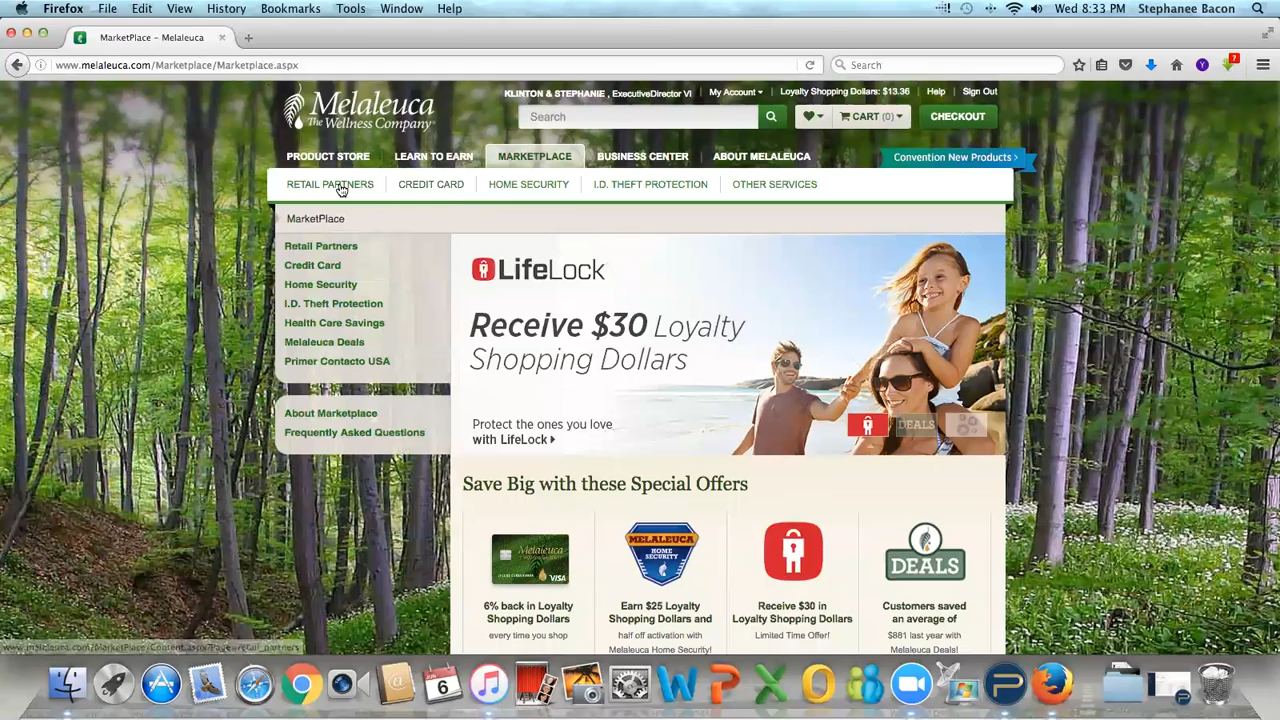 Firefox File Edit View History Bookmarks Tools Window Help Wed 8:33 PM Stephanee Bacon
MarketPlace – Melaleuca
www.melaleuca.com/Marketplace/Marketplace.aspx
Search
7
Melaleuca
The Wellness Company
KLINTON & STEPHANIE , ExecutiveDirector VI My Account Loyalty Shopping Dollars: $13.36 Help Sign Out
Search
CART (0)
CHECKOUT
PRODUCT STORE LEARN TO EARN MARKETPLACE BUSINESS CENTER ABOUT MELALEUCA
Convention New Products ›
RETAIL PARTNERS CREDIT CARD HOME SECURITY I.D. THEFT PROTECTION OTHER SERVICES
MarketPlace
Retail Partners
Credit Card
Home Security
I.D. Theft Protection
Health Care Savings
Melaleuca Deals
Primer Contacto USA
About Marketplace
Frequently Asked Questions
LifeLock
Receive $30 Loyalty
Shopping Dollars
Protect the ones you love
with LifeLock
DEALS
Save Big with these Special Offers
Melaleuca
VISA
MELALEUCA
HOME SECURITY
DEALS
6% back in Loyalty
Shopping Dollars
every time you shop
Earn $25 Loyalty
Shopping Dollars and
half off activation with
Melaleuca Home Security!
Receive $30 in
Loyalty Shopping Dollars
Limited Time Offer!
Customers saved
an average of
$881 last year with
Melaleuca Deals!
6